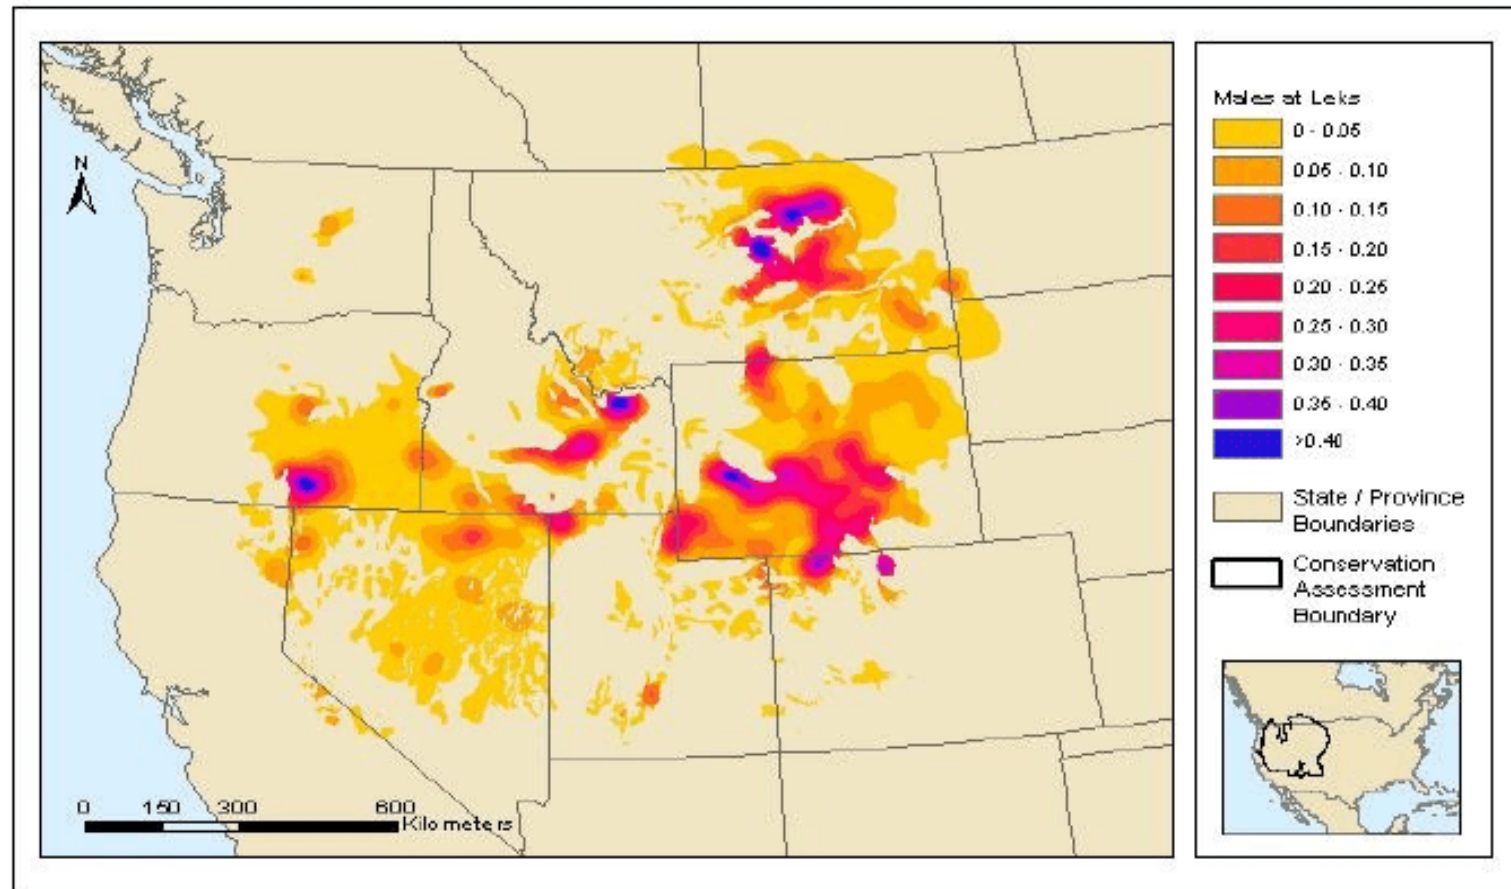 N
0 150 300 600
Kilometers
Males at Leks
0 - 0.05
0.05 - 0.10
0.10 - 0.15
0.15 - 0.20
0.20 - 0.25
0.25 - 0.30
0.30 - 0.35
0.35 - 0.40
>0.40
State / Province
Boundaries
Conservation
Assessment
Boundary